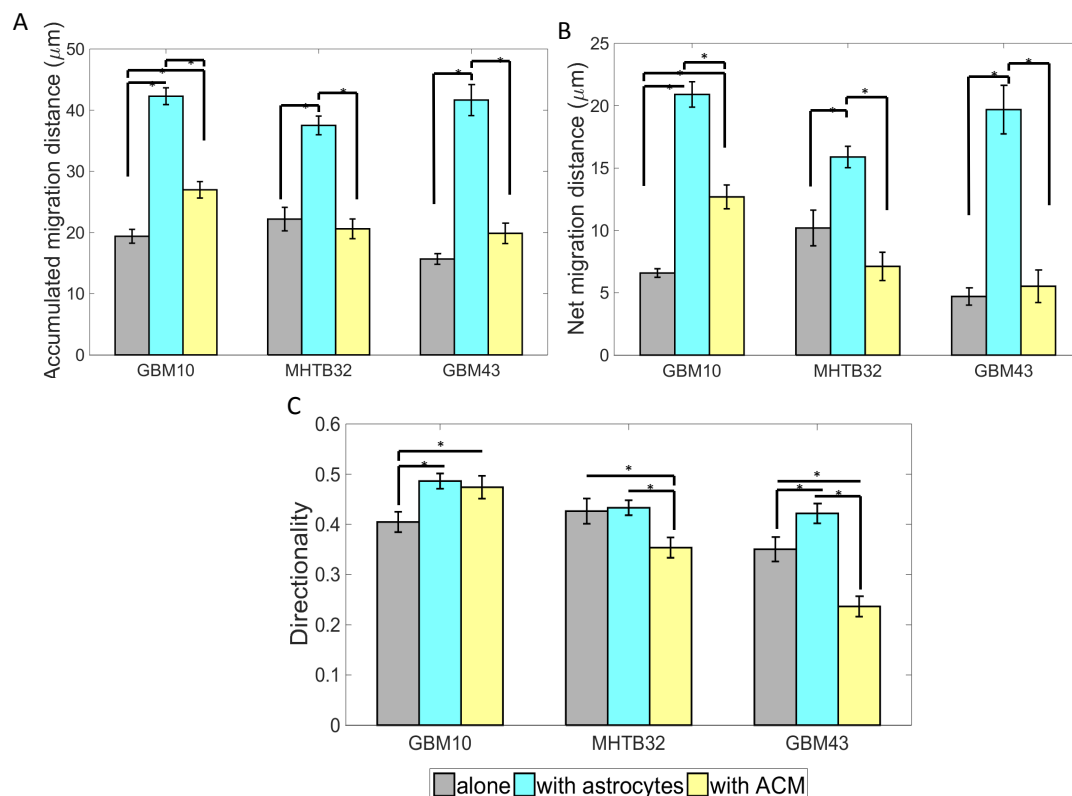 A
Accumulated migration distance (μm)
50
40
30
20
10
0
* * *
* *
* *
GBM10 MHTB32 GBM43
B
Net migration distance (μm)
25
20
15
10
5
0
* * *
* *
* *
GBM10 MHTB32 GBM43
C
Directionality
0.6
0.5
0.4
0.3
0.2
0.1
0
* *
* *
* * *
GBM10 MHTB32 GBM43
alone with astrocytes with ACM